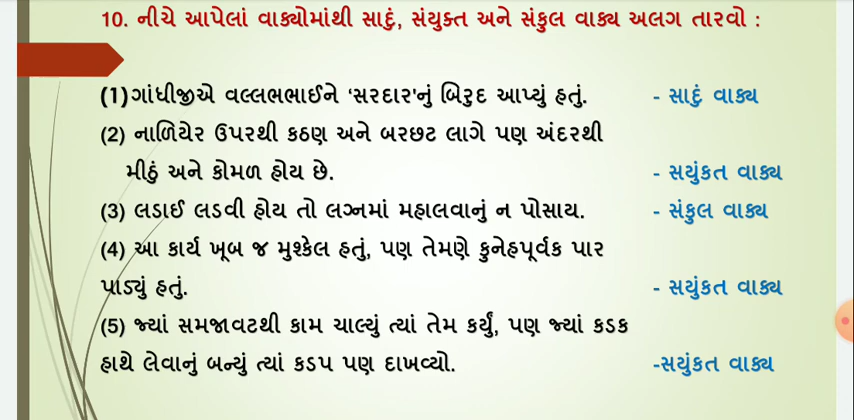 10. નીચે આપેલાં વાક્યોમાંથી સાદું, સંયુક્ત અને સંકુલ વાક્ય અલગ તારવો :
(1)ગાંધીજીએ વલ્લભભાઈને ‘સરદાર'નું બિરુદ આપ્યું હતું. - સાદું વાક્ય
(2) નાળિયેર ઉપરથી કઠણ અને બરછટ લાગે પણ અંદરથી
મીઠું અને કોમળ હોય છે. - સયુંકત વાક્ય
(3) લડાઈ લડવી હોય તો લગ્નમાં મહાલવાનું ન પોસાય. - સંકુલ વાક્ય
(4) આ કાર્ય ખૂબ જ મુશ્કેલ હતું, પણ તેમણે કુનેહપૂર્વક પાર
પાડ્યું હતું. - સયુંકત વાક્ય
(5) જ્યાં સમજાવટથી કામ ચાલ્યું ત્યાં તેમ કર્યું, પણ જ્યાં કડક
હાથે લેવાનું બન્યું ત્યાં કડપ પણ દાખવ્યો. -સયુંકત વાક્ય